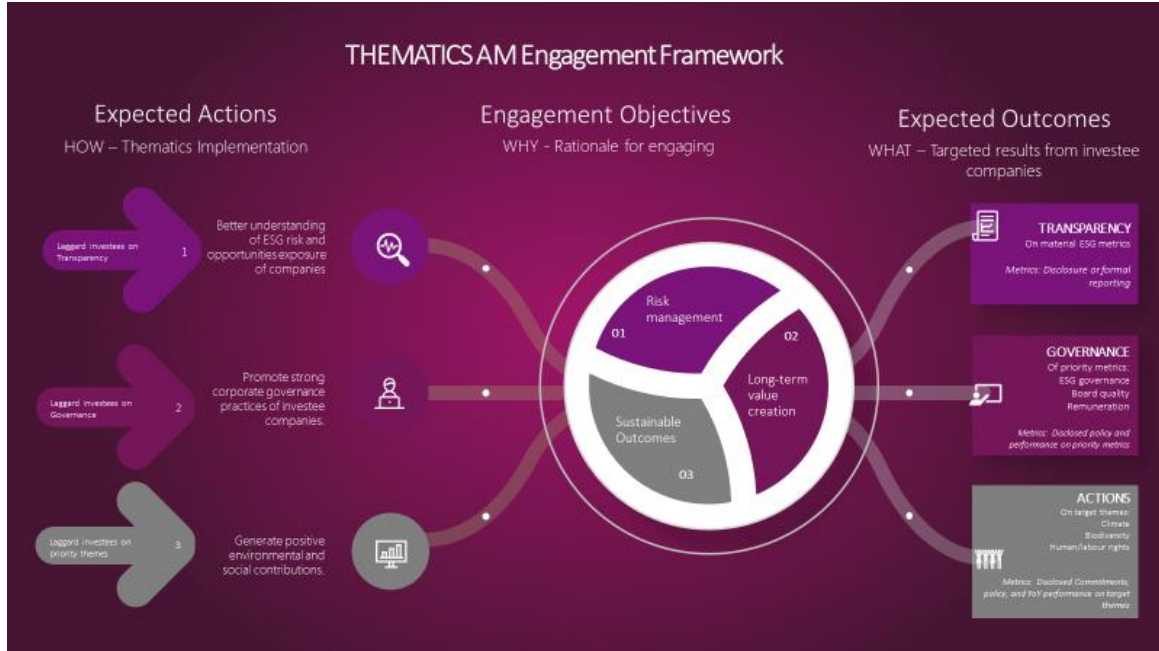 THEMATICS AM Engagement Framework
Expected Actions
HOW – Thematics Implementation
Laggard investees on
Transparency
1
Better understanding
of ESG risk and
opportunities exposure
of companies
Laggard investees on
Governance
2
Promote strong
corporate governance
practices of investee
companies.
Laggard investees on
priority themes
3
Generate positive
environmental and
social contributions.
Engagement Objectives
WHY - Rationale for engaging
Risk
management
01
02
Long-term
value
creation
Sustainable
Outcomes
03
Expected Outcomes
WHAT – Targeted results from investee
companies
TRANSPARENCY
On material ESG metrics
Metrics: Disclosure or formal
reporting
GOVERNANCE
Of priority metrics:
ESG governance
Board quality
Remuneration
Metrics: Disclosed policy and
performance on priority metrics
ACTIONS
On target themes:
Climate
Biodiversity
Human/labour rights
Metrics: Disclosed Commitments,
policy, and YoY performance on target
themes